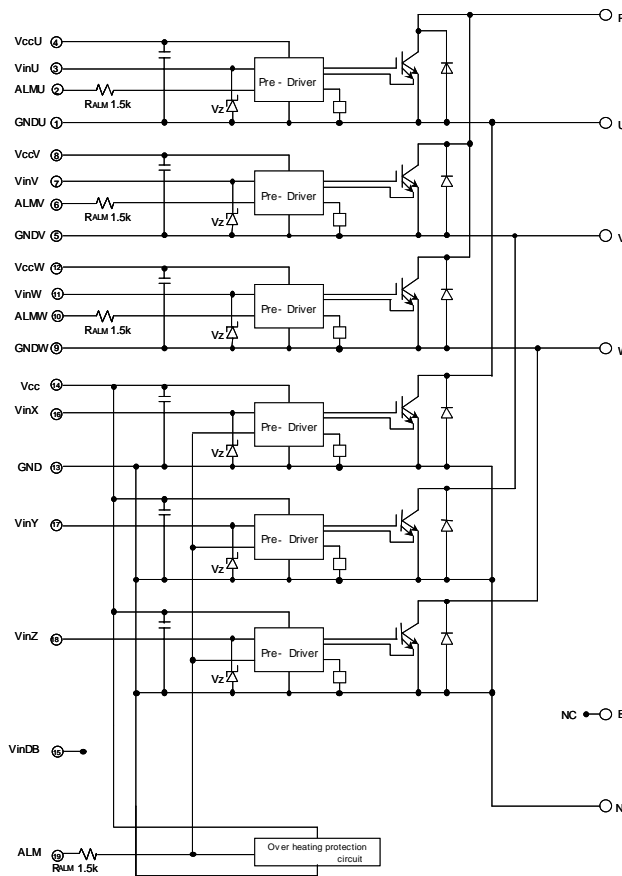 P
VccU 4
VinU 3
Pre- Driver
ALMU 2
RALM 1.5k
Vz
GNDU 1
U
VccV 8
VinV 7
Pre- Driver
ALMV 6
RALM 1.5k
Vz
GNDV 5
V
VccW 12
VinW 11
Pre- Driver
ALMW 10
RALM 1.5k
Vz
GNDW 9
W
Vcc 14
VinX 16
Pre- Driver
Vz
GND 13
VinY 17
Pre- Driver
Vz
VinZ 18
Pre- Driver
Vz
NC
B
VinDB 15
N
ALM 19
RALM 1.5k
Over heating protection
circuit